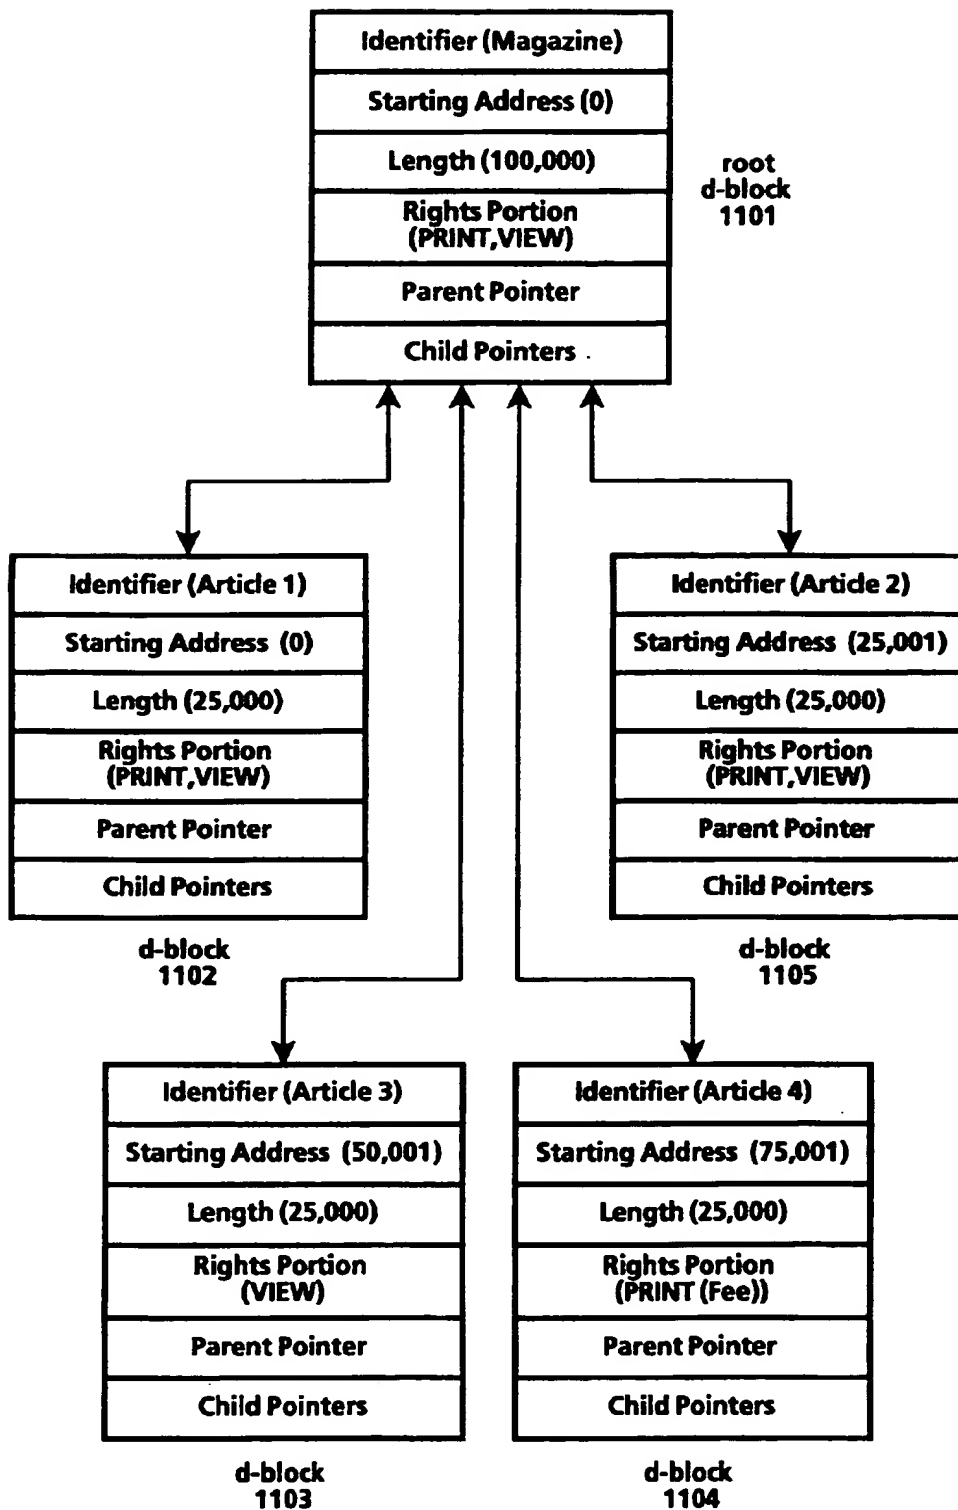 Identifier (Magazine)
Starting Address (0)
Length (100,000)
Rights Portion
(PRINT,VIEW)
Parent Pointer
Child Pointers
root
d-block
1101
Identifier (Article 1)
Starting Address (0)
Length (25,000)
Rights Portion
(PRINT,VIEW)
Parent Pointer
Child Pointers
d-block
1102
Identifier (Article 2)
Starting Address (25,001)
Length (25,000)
Rights Portion
(PRINT,VIEW)
Parent Pointer
Child Pointers
d-block
1105
Identifier (Article 3)
Starting Address (50,001)
Length (25,000)
Rights Portion
(VIEW)
Parent Pointer
Child Pointers
d-block
1103
Identifier (Article 4)
Starting Address (75,001)
Length (25,000)
Rights Portion
(PRINT (Fee))
Parent Pointer
Child Pointers
d-block
1104